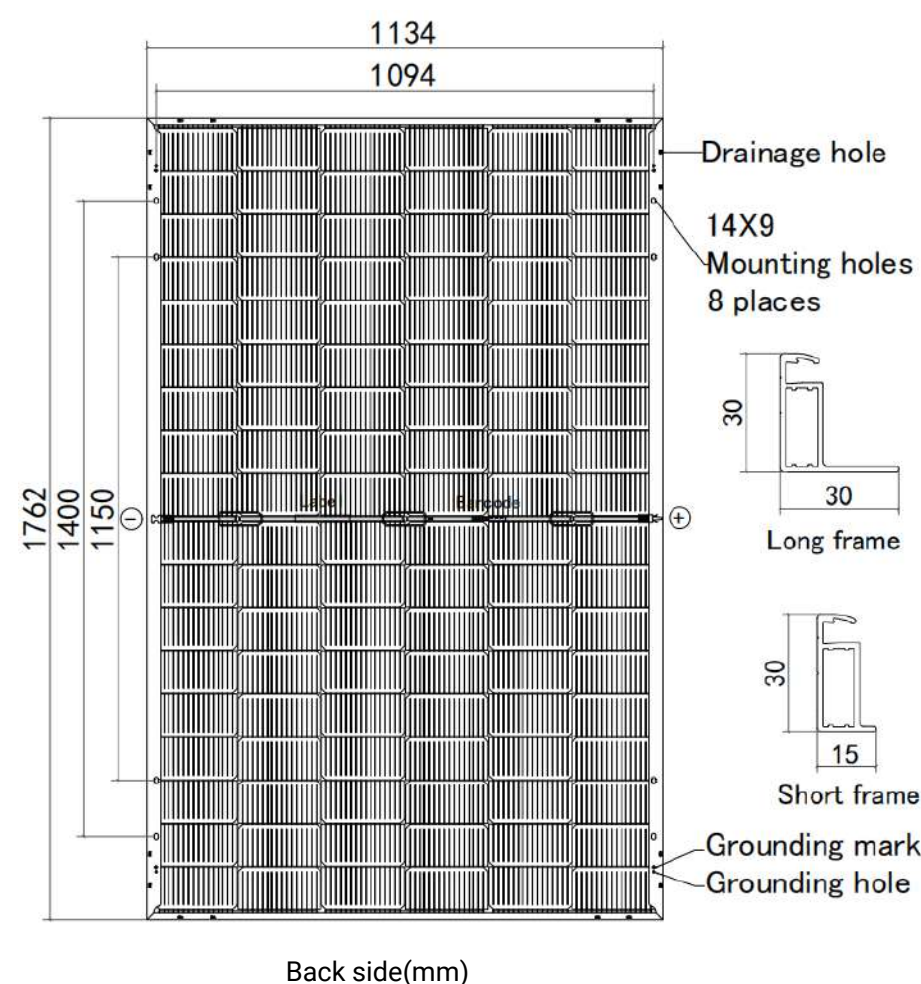 1134
1094
Drainage hole
14X9
Mounting holes
8 places
30
30
Long frame
1762
1400
1150
Label
Barcode
−
+
30
15
Short frame
Grounding mark
Grounding hole
Back side(mm)